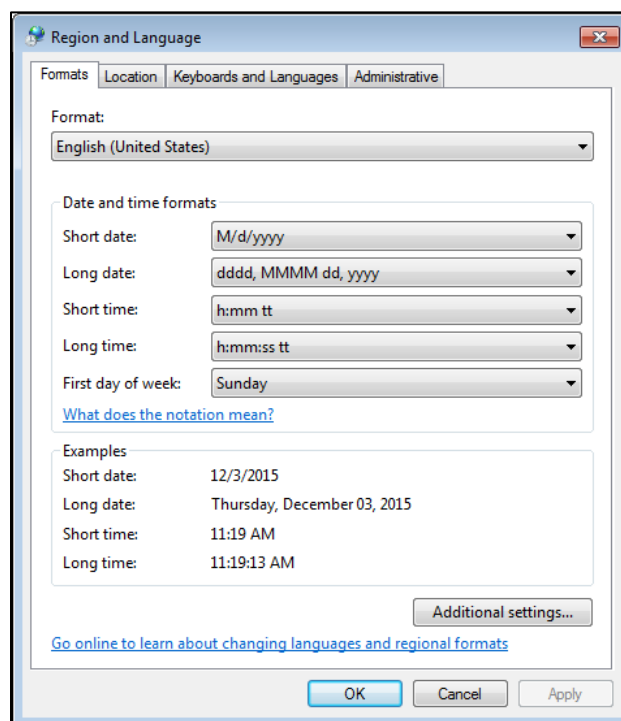 Region and Language
Formats Location Keyboards and Languages Administrative
Format:
English (United States)
Date and time formats
Short date: M/d/yyyy
Long date: dddd, MMMM dd, yyyy
Short time: h:mm tt
Long time: h:mm:ss tt
First day of week: Sunday
What does the notation mean?
Examples
Short date: 12/3/2015
Long date: Thursday, December 03, 2015
Short time: 11:19 AM
Long time: 11:19:13 AM
Additional settings...
Go online to learn about changing languages and regional formats
OK Cancel Apply